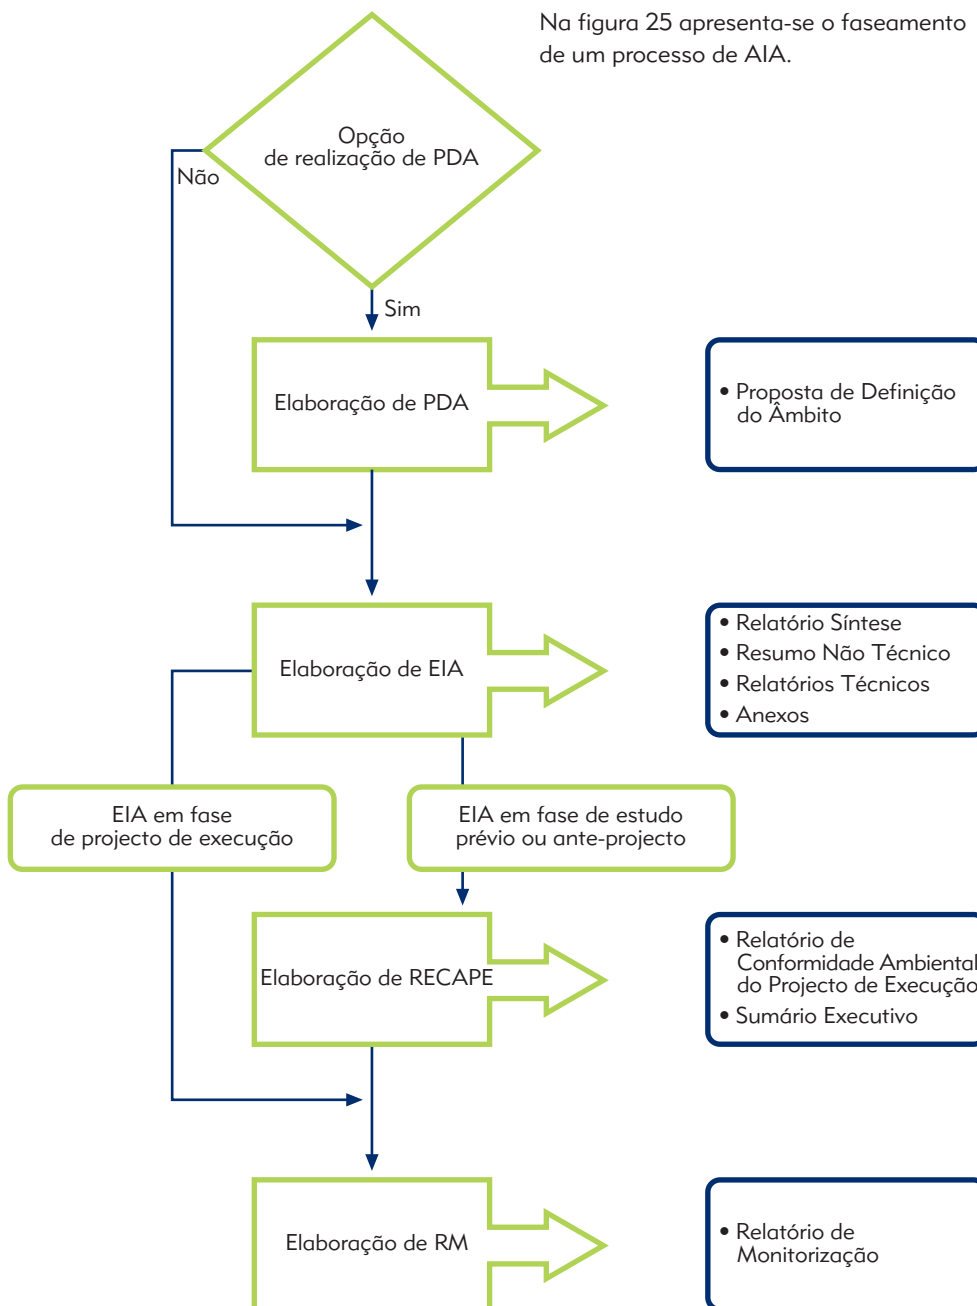 Na figura 25 apresenta-se o faseamento
de um processo de AIA.
Opção
de realização de PDA
Não
Sim
Elaboração de PDA
• Proposta de Definição
do Âmbito
Elaboração de EIA
• Relatório Síntese
• Resumo Não Técnico
• Relatórios Técnicos
• Anexos
EIA em fase
de projecto de execução
EIA em fase de estudo
prévio ou ante-projecto
Elaboração de RECAPE
• Relatório de
Conformidade Ambiental
do Projecto de Execução
• Sumário Executivo
Elaboração de RM
• Relatório de
Monitorização